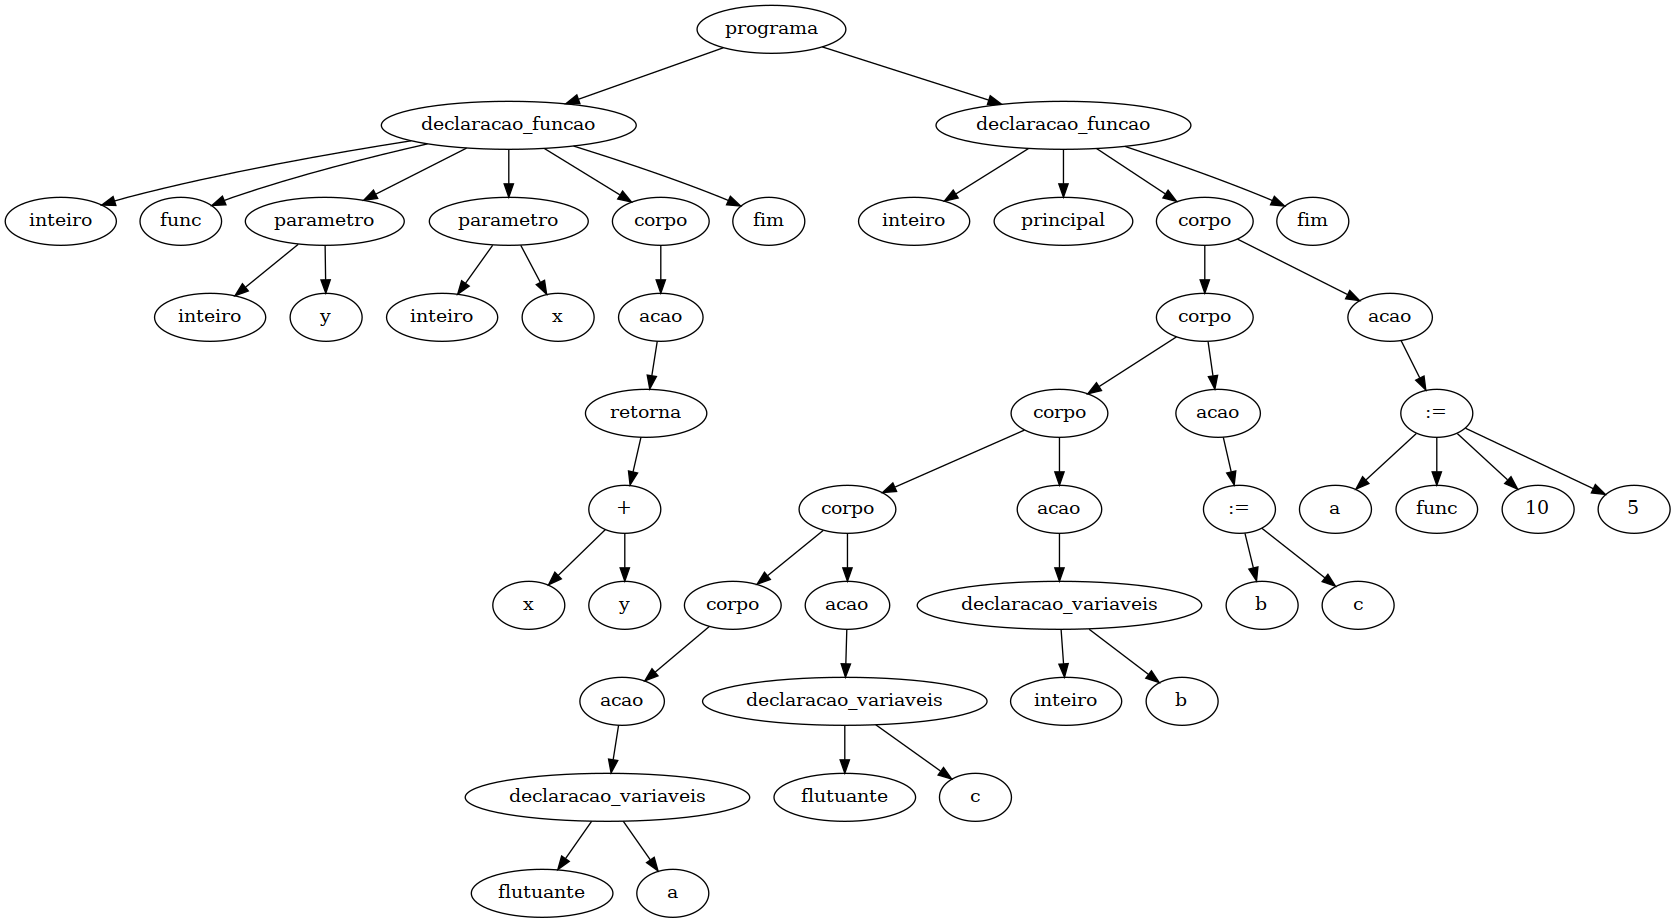 programa
declaracao_funcao declaracao_funcao
inteiro func parametro parametro corpo fim inteiro principal corpo fim
inteiro y inteiro x acao corpo acao
retorna corpo acao :=
+ corpo acao := a func 10 5
x y corpo acao declaracao_variaveis b c
acao declaracao_variaveis inteiro b
declaracao_variaveis flutuante c
flutuante a